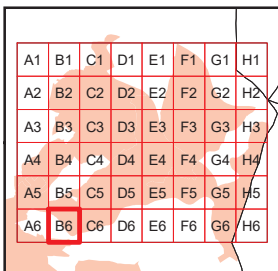 A1 B1 C1 D1 E1 F1 G1 H1
A2 B2 C2 D2 E2 F2 G2 H2
A3 B3 C3 D3 E3 F3 G3 H3
A4 B4 C4 D4 E4 F4 G4 H4
A5 B5 C5 D5 E5 F5 G5 H5
A6 B6 C6 D6 E6 F6 G6 H6